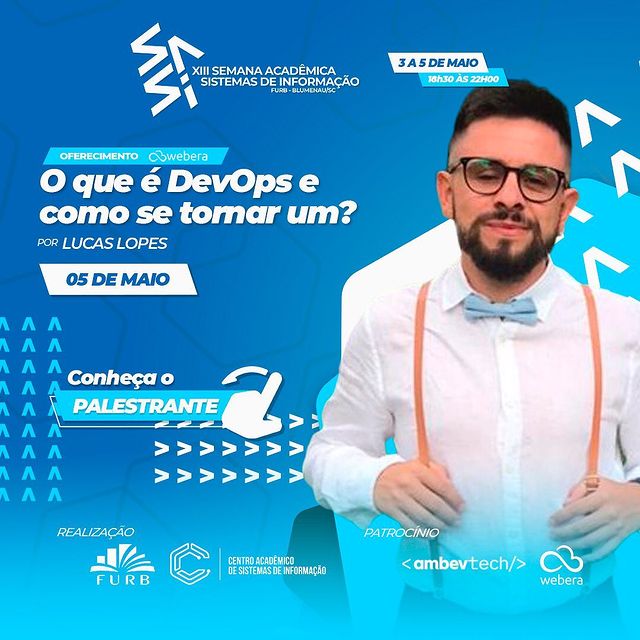 XIII SEMANA ACADÊMICA
SISTEMAS DE INFORMAÇÃO
FURB - BLUMENAU/SC
3 A 5 DE MAIO
18h30 ÀS 22H00
OFERECIMENTO webera
O que é DevOps e
como se tornar um?
POR LUCAS LOPES
05 DE MAIO
Conheça o
PALESTRANTE
REALIZAÇÃO
PATROCÍNIO
FURB
CENTRO ACADÊMICO
DE SISTEMAS DE INFORMAÇÃO
<ambevtech/>
webera